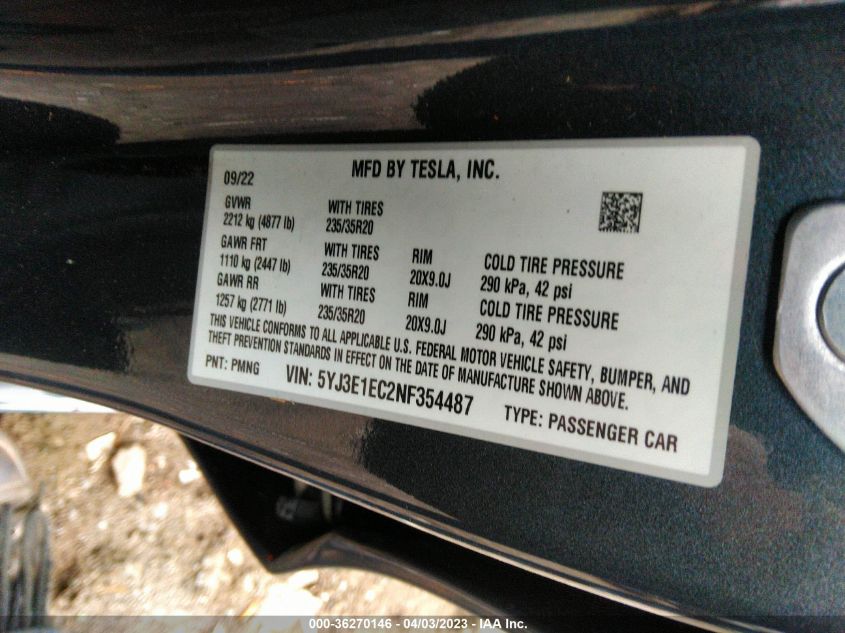 MFD BY TESLA, INC.
09/22
GVWR
2212 kg (4877 lb)
WITH TIRES
235/35R20
GAWR FRT
1110 kg (2447 lb)
WITH TIRES
235/35R20
RIM
20X9.0J
COLD TIRE PRESSURE
290 kPa, 42 psi
GAWR RR
1257 kg (2771 lb)
WITH TIRES
235/35R20
RIM
20X9.0J
COLD TIRE PRESSURE
290 kPa, 42 psi
THIS VEHICLE CONFORMS TO ALL APPLICABLE U.S. FEDERAL MOTOR VEHICLE SAFETY, BUMPER, AND
THEFT PREVENTION STANDARDS IN EFFECT ON THE DATE OF MANUFACTURE SHOWN ABOVE.
PNT: PMNG
VIN: 5YJ3E1EC2NF354487
TYPE: PASSENGER CAR
000-36270146 - 04/03/2023 - IAA Inc.